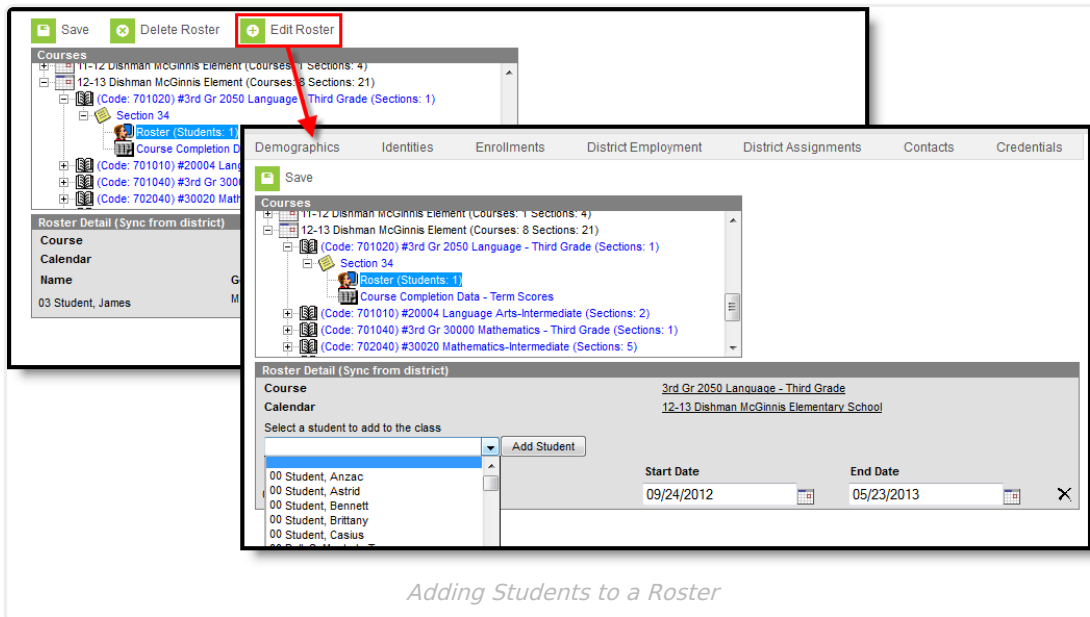 Save Delete Roster Edit Roster
Courses
11-12 Dishman McGinnis Element (Courses: 1 Sections: 4)
12-13 Dishman McGinnis Element (Courses: 8 Sections: 21)
(Code: 701020) #3rd Gr 2050 Language - Third Grade (Sections: 1)
Section 34
Roster (Students: 1)
Course Completion D
(Code: 701010) #20004 Lang
(Code: 701040) #3rd Gr 300
(Code: 702040) #30020 Math
Roster Detail (Sync from district)
Course
Calendar
Name G
03 Student, James M
Demographics Identities Enrollments District Employment District Assignments Contacts Credentials
Save
Courses
11-12 Dishman McGinnis Element (Courses: 1 Sections: 4)
12-13 Dishman McGinnis Element (Courses: 8 Sections: 21)
(Code: 701020) #3rd Gr 2050 Language - Third Grade (Sections: 1)
Section 34
Roster (Students: 1)
Course Completion Data - Term Scores
(Code: 701010) #20004 Language Arts-Intermediate (Sections: 2)
(Code: 701040) #3rd Gr 30000 Mathematics - Third Grade (Sections: 1)
(Code: 702040) #30020 Mathematics-Intermediate (Sections: 5)
Roster Detail (Sync from district)
Course 3rd Gr 2050 Language - Third Grade
Calendar 12-13 Dishman McGinnis Elementary School
Select a student to add to the class
Add Student
Start Date End Date
00 Student, Anzac
00 Student, Astrid
09/24/2012 05/23/2013
00 Student, Bennett
00 Student, Brittany
00 Student, Casius
Adding Students to a Roster